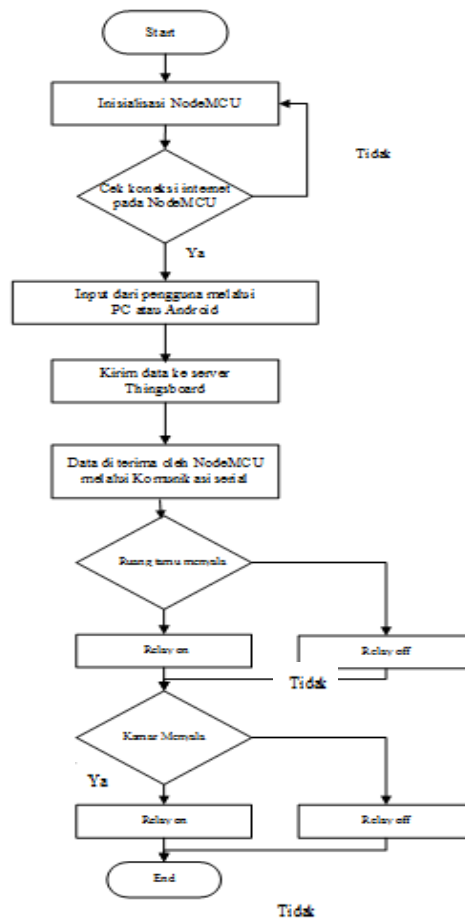 Start
Inisialisasi NodeMCU
Tidak
Cek koneksi internet
pada NodeMCU
Ya
Input dari pengguna melalui
PC atau Android
Kirim data ke server
Thingsboard
Data di terima oleh NodeMCU
melalui Komunikasi serial
Ruang tamu menyala
Relay on
Relay off
Tidak
Kamar Menyala
Ya
Relay on
Relay off
End
Tidak